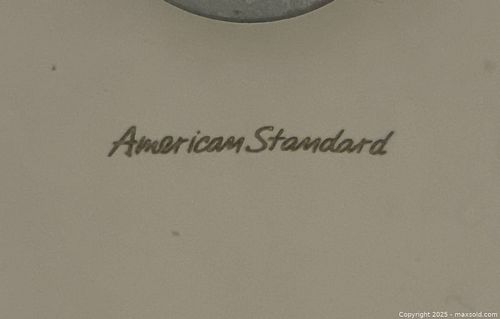 American Standard
Copyright 2025 - maxsold.com